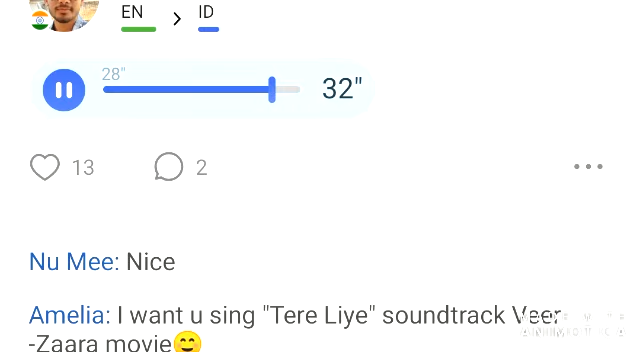 EN > ID
28"
32"
13 2
Nu Mee: Nice
Amelia: I want u sing "Tere Liye" soundtrack Veer
-Zaara movie😊